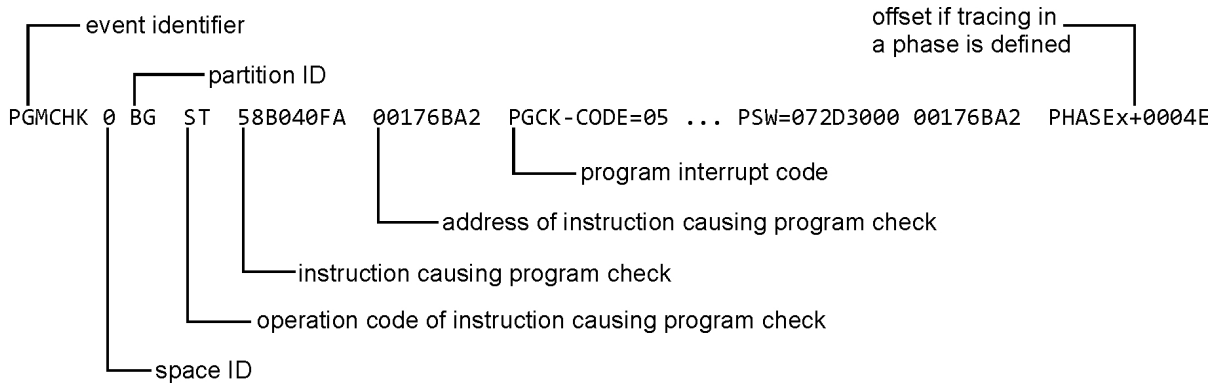 event identifier
offset if tracing in
a phase is defined
partition ID
PGMCHK 0 BG ST 58B040FA 00176BA2 PGCK-CODE=05 ... PSW=072D3000 00176BA2 PHASEx+0004E
program interrupt code
address of instruction causing program check
instruction causing program check
operation code of instruction causing program check
space ID